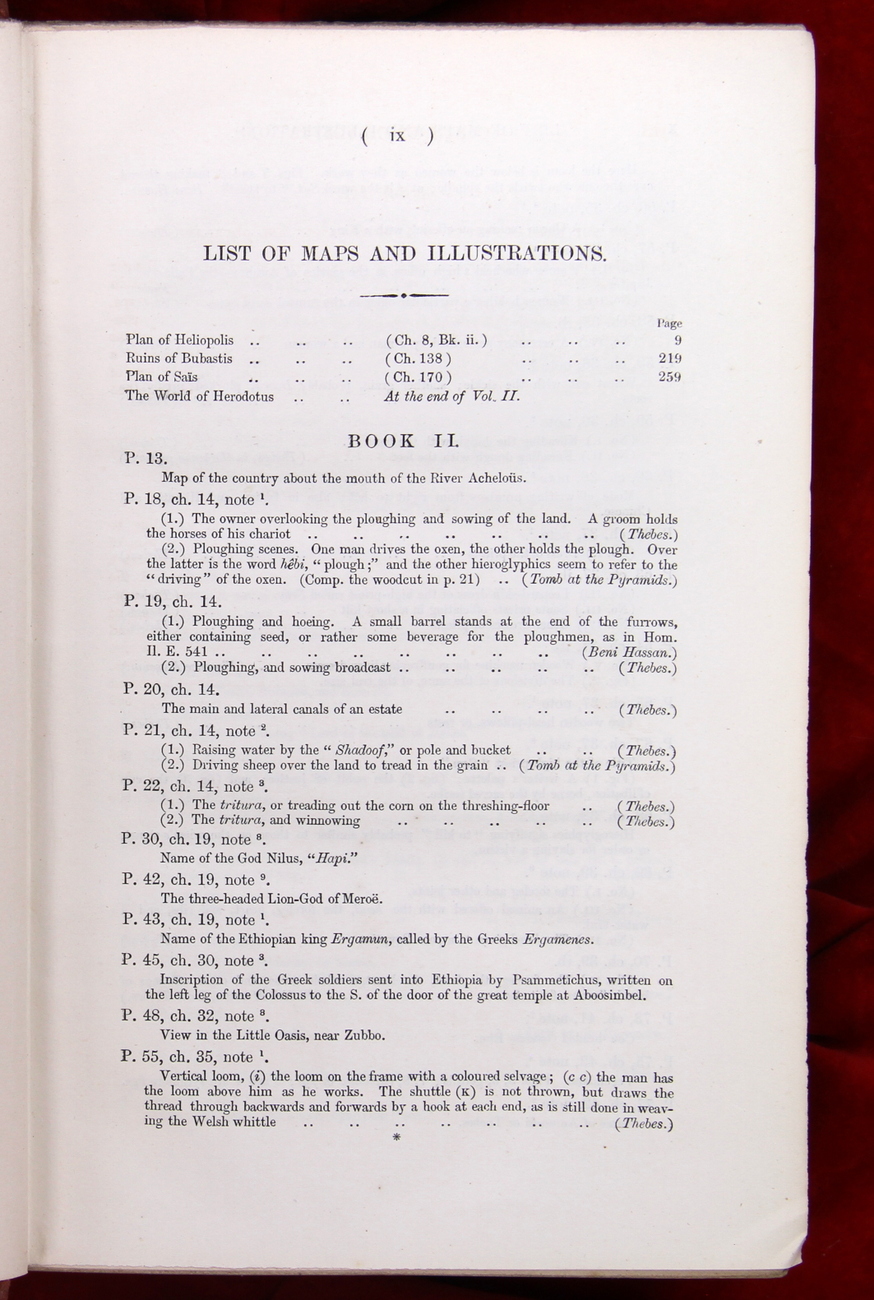 ( ix )
LIST OF MAPS AND ILLUSTRATIONS.
Page
Plan of Heliopolis .. .. .. (Ch. 8, Bk. ii.) .. .. .. 9
Ruins of Bubastis .. .. .. (Ch. 138) .. .. .. 219
Plan of Saïs .. .. .. (Ch. 170) .. .. .. 259
The World of Herodotus .. .. At the end of Vol. II.
BOOK II.
P. 13.
Map of the country about the mouth of the River Acheloüs.
P. 18, ch. 14, note ¹.
(1.) The owner overlooking the ploughing and sowing of the land. A groom holds
the horses of his chariot .. .. .. .. .. .. .. (Thebes.)
(2.) Ploughing scenes. One man drives the oxen, the other holds the plough. Over
the latter is the word hêbi, “plough;” and the other hieroglyphics seem to refer to the
“driving” of the oxen. (Comp. the woodcut in p. 21) .. (Tomb at the Pyramids.)
P. 19, ch. 14.
(1.) Ploughing and hoeing. A small barrel stands at the end of the furrows,
either containing seed, or rather some beverage for the ploughmen, as in Hom.
Il. Σ. 541 .. .. .. .. .. .. .. .. (Beni Hassan.)
(2.) Ploughing, and sowing broadcast .. .. .. .. .. (Thebes.)
P. 20, ch. 14.
The main and lateral canals of an estate .. .. .. .. (Thebes.)
P. 21, ch. 14, note ².
(1.) Raising water by the “Shadoof,” or pole and bucket .. .. (Thebes.)
(2.) Driving sheep over the land to tread in the grain .. (Tomb at the Pyramids.)
P. 22, ch. 14, note ³.
(1.) The tritura, or treading out the corn on the threshing-floor .. (Thebes.)
(2.) The tritura, and winnowing .. .. .. .. .. (Thebes.)
P. 30, ch. 19, note ⁸.
Name of the God Nilus, “Hapi.”
P. 42, ch. 19, note ⁹.
The three-headed Lion-God of Meroë.
P. 43, ch. 19, note ¹.
Name of the Ethiopian king Ergamun, called by the Greeks Ergamenes.
P. 45, ch. 30, note ³.
Inscription of the Greek soldiers sent into Ethiopia by Psammetichus, written on
the left leg of the Colossus to the S. of the door of the great temple at Aboosimbel.
P. 48, ch. 32, note ⁸.
View in the Little Oasis, near Zubbo.
P. 55, ch. 35, note ¹.
Vertical loom, (i) the loom on the frame with a coloured selvage; (c c) the man has
the loom above him as he works. The shuttle (K) is not thrown, but draws the
thread through backwards and forwards by a hook at each end, as is still done in weav-
ing the Welsh whittle .. .. .. .. .. .. .. (Thebes.)
*